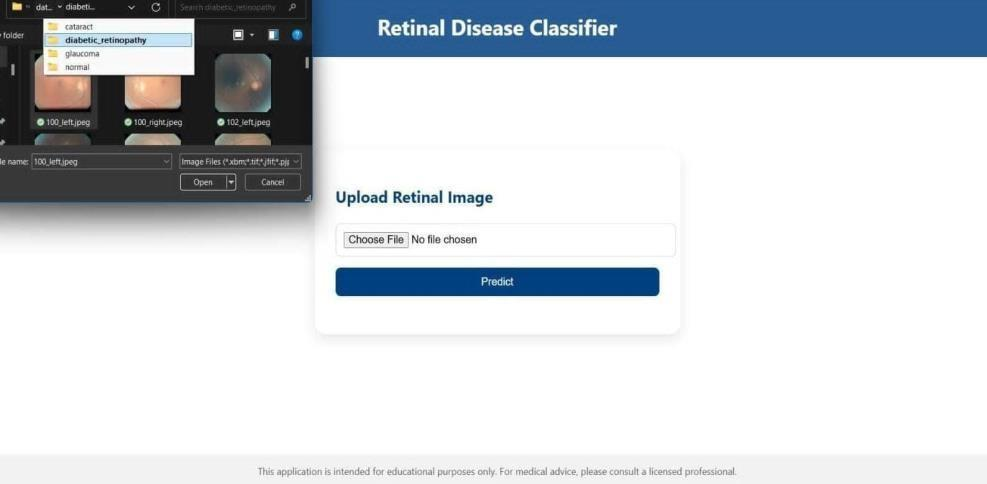 dat... diabeti... Search diabetic_retinopathy
cataract
folder
diabetic_retinopathy
glaucoma
normal
100_left.jpeg 100_right.jpeg 102_left.jpeg
name: 100_left.jpeg Image Files (*.xbm;*.tif;*.jfif;*.pj
Open Cancel
Retinal Disease Classifier
Upload Retinal Image
Choose File No file chosen
Predict
This application is intended for educational purposes only. For medical advice, please consult a licensed professional.